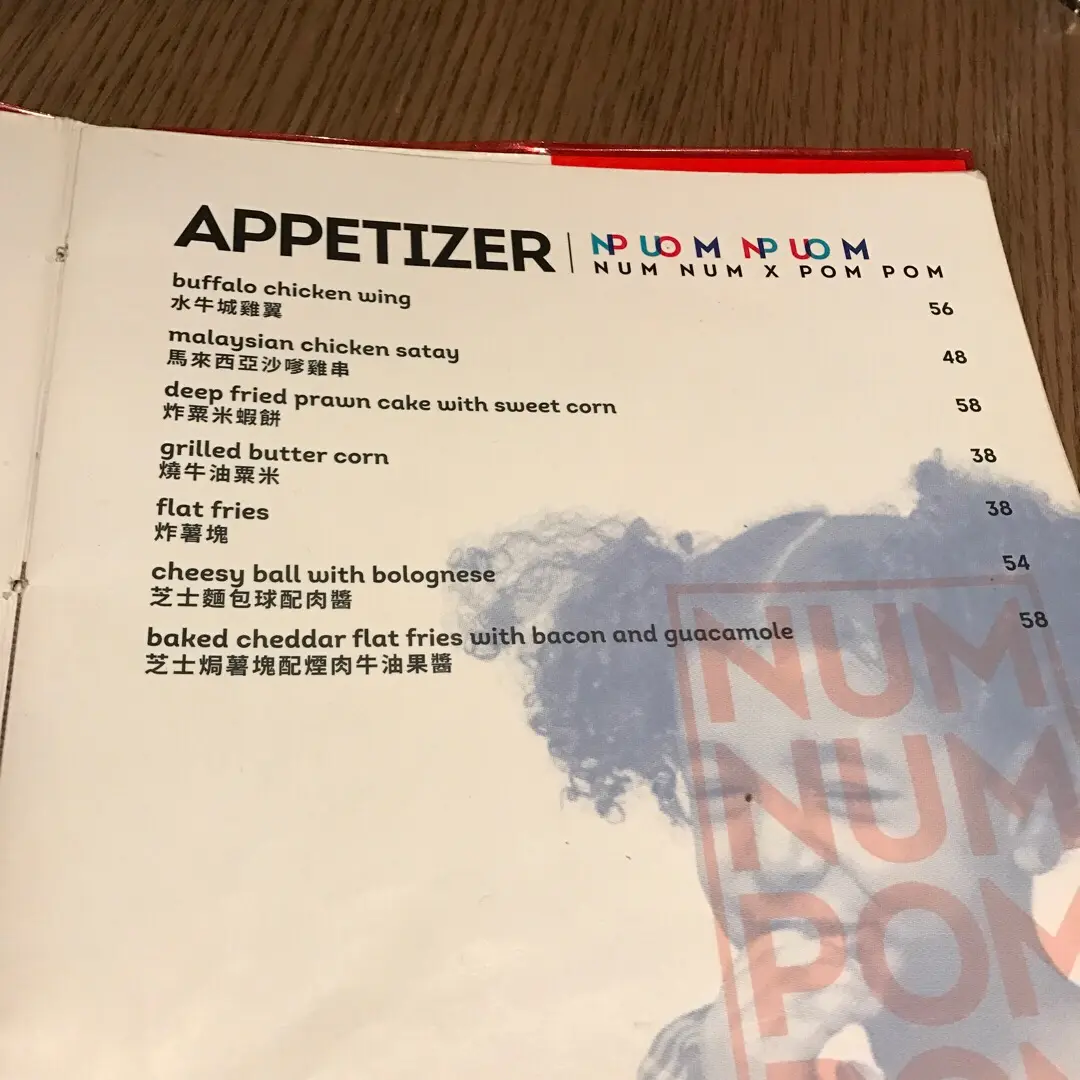 APPETIZER
NUM NUM X POM POM
buffalo chicken wing 56
水牛城雞翼
malaysian chicken satay 48
馬來西亞沙嗲雞串
deep fried prawn cake with sweet corn 58
炸粟米蝦餅
grilled butter corn 38
燒牛油粟米
flat fries 38
炸薯塊
cheesy ball with bolognese 54
芝士麵包球配肉醬
baked cheddar flat fries with bacon and guacamole 58
芝士焗薯塊配煙肉牛油果醬
NUM
NUM
POM